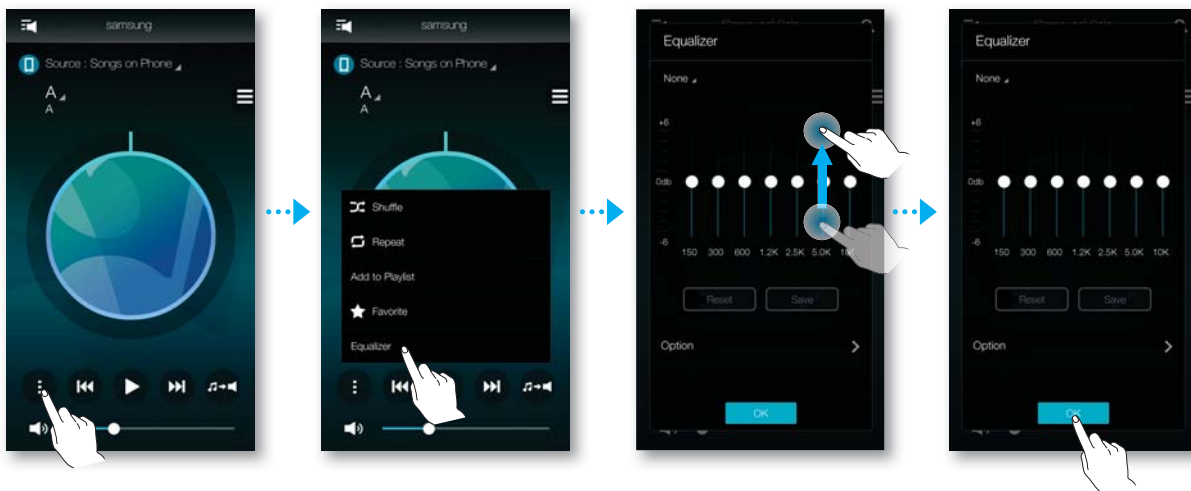 samsung
Source : Songs on Phone
A
A
samsung
Source : Songs on Phone
A
A
Shuffle
Repeat
Add to Playlist
Favorite
Equalizer
Equalizer
None
+6
0db
-6
150 300 600 1.2K 2.5K 5.0K 10K
Reset Save
Option
OK
Equalizer
None
+6
0db
-6
150 300 600 1.2K 2.5K 5.0K 10K
Reset Save
Option
OK